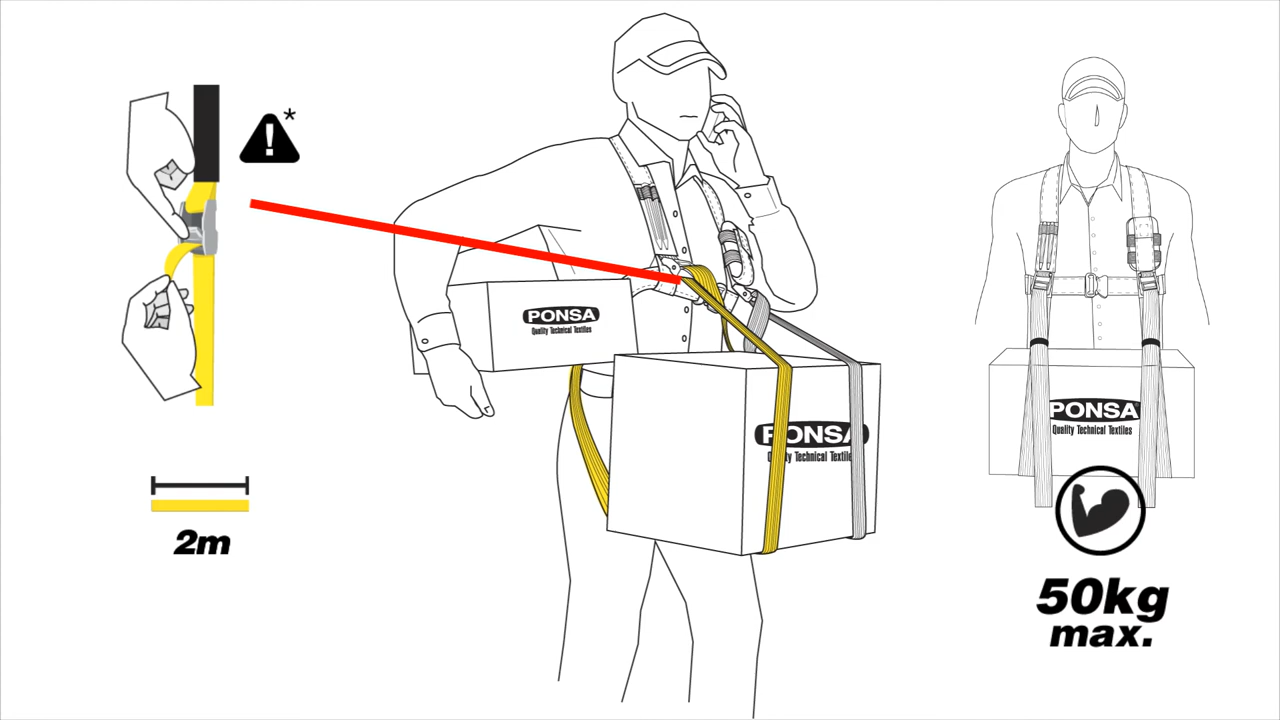 *
2m
PONSA
Quality Technical Textiles
PONSA
Quality Technical Textiles
PONSA
Quality Technical Textiles
50kg
max.